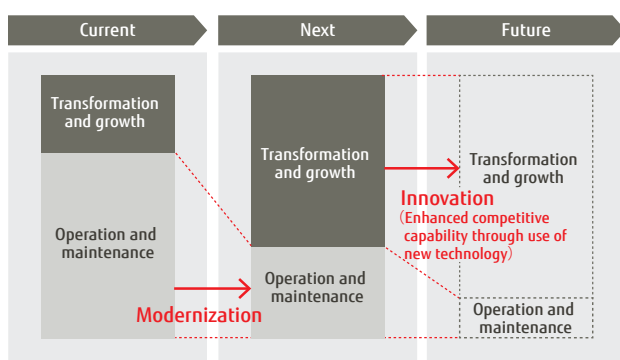 Current
Next
Future
Transformation
and growth
Operation and
maintenance
Modernization
Transformation
and growth
Operation and
maintenance
Transformation
and growth
Innovation
(Enhanced competitive
capability through use of
new technology)
Operation and
maintenance